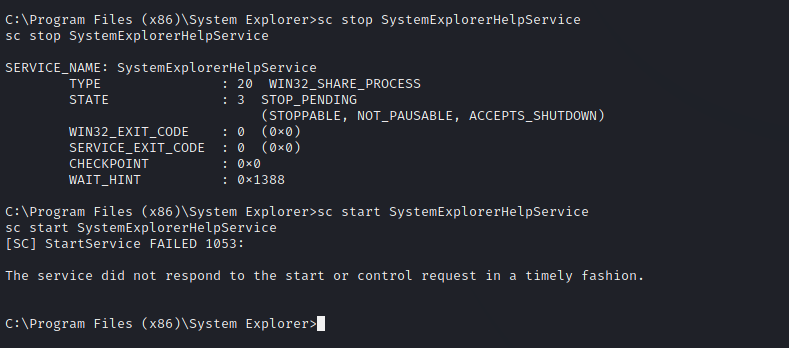 C:\Program Files (x86)\System Explorer>sc stop SystemExplorerHelpService
sc stop SystemExplorerHelpService
SERVICE_NAME: SystemExplorerHelpService
TYPE : 20 WIN32_SHARE_PROCESS
STATE : 3 STOP_PENDING
(STOPPABLE, NOT_PAUSABLE, ACCEPTS_SHUTDOWN)
WIN32_EXIT_CODE : 0 (0×0)
SERVICE_EXIT_CODE : 0 (0×0)
CHECKPOINT : 0×0
WAIT_HINT : 0×1388
C:\Program Files (x86)\System Explorer>sc start SystemExplorerHelpService
sc start SystemExplorerHelpService
[SC] StartService FAILED 1053:
The service did not respond to the start or control request in a timely fashion.
C:\Program Files (x86)\System Explorer>